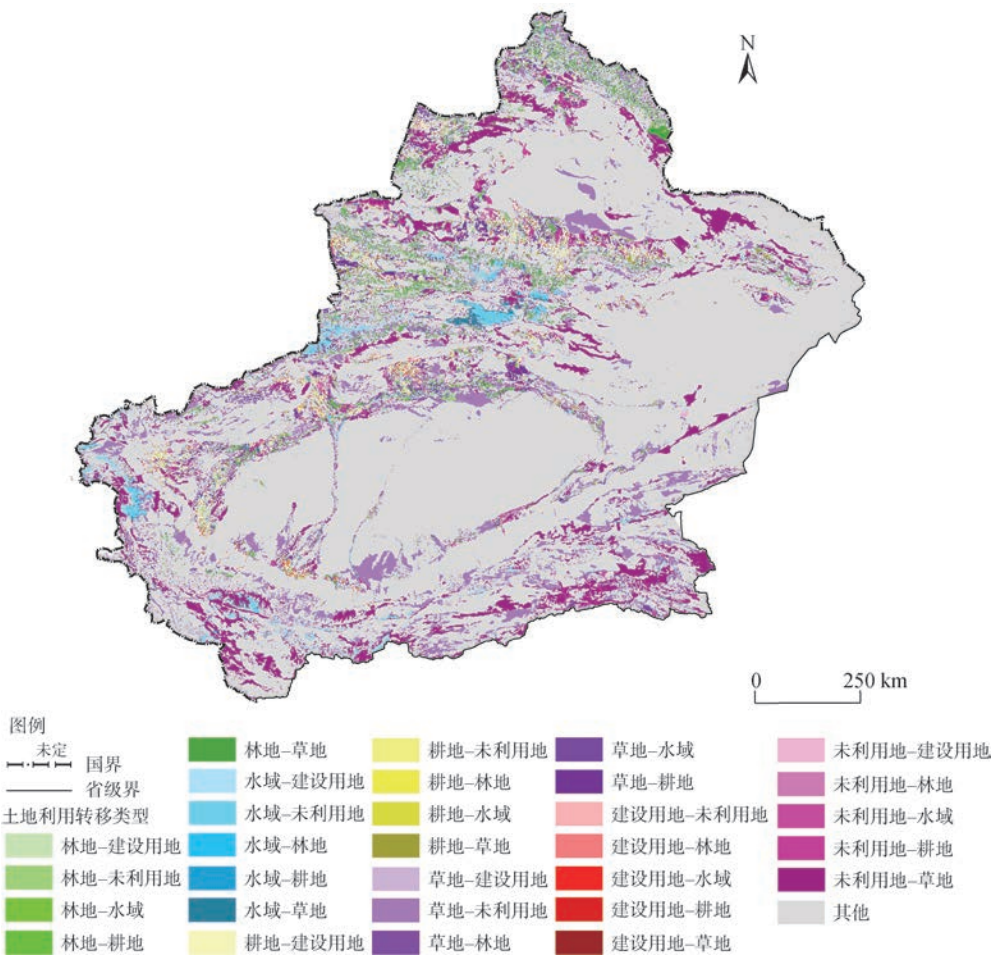 N
0 250 km
图例
未定
国界
省级界
土地利用转移类型
林地–建设用地
林地–未利用地
林地–水域
林地–耕地
林地–草地
水域–建设用地
水域–未利用地
水域–林地
水域–耕地
水域–草地
耕地–建设用地
耕地–未利用地
耕地–林地
耕地–水域
耕地–草地
草地–建设用地
草地–未利用地
草地–林地
草地–水域
草地–耕地
建设用地–未利用地
建设用地–林地
建设用地–水域
建设用地–耕地
建设用地–草地
未利用地–建设用地
未利用地–林地
未利用地–水域
未利用地–耕地
未利用地–草地
其他